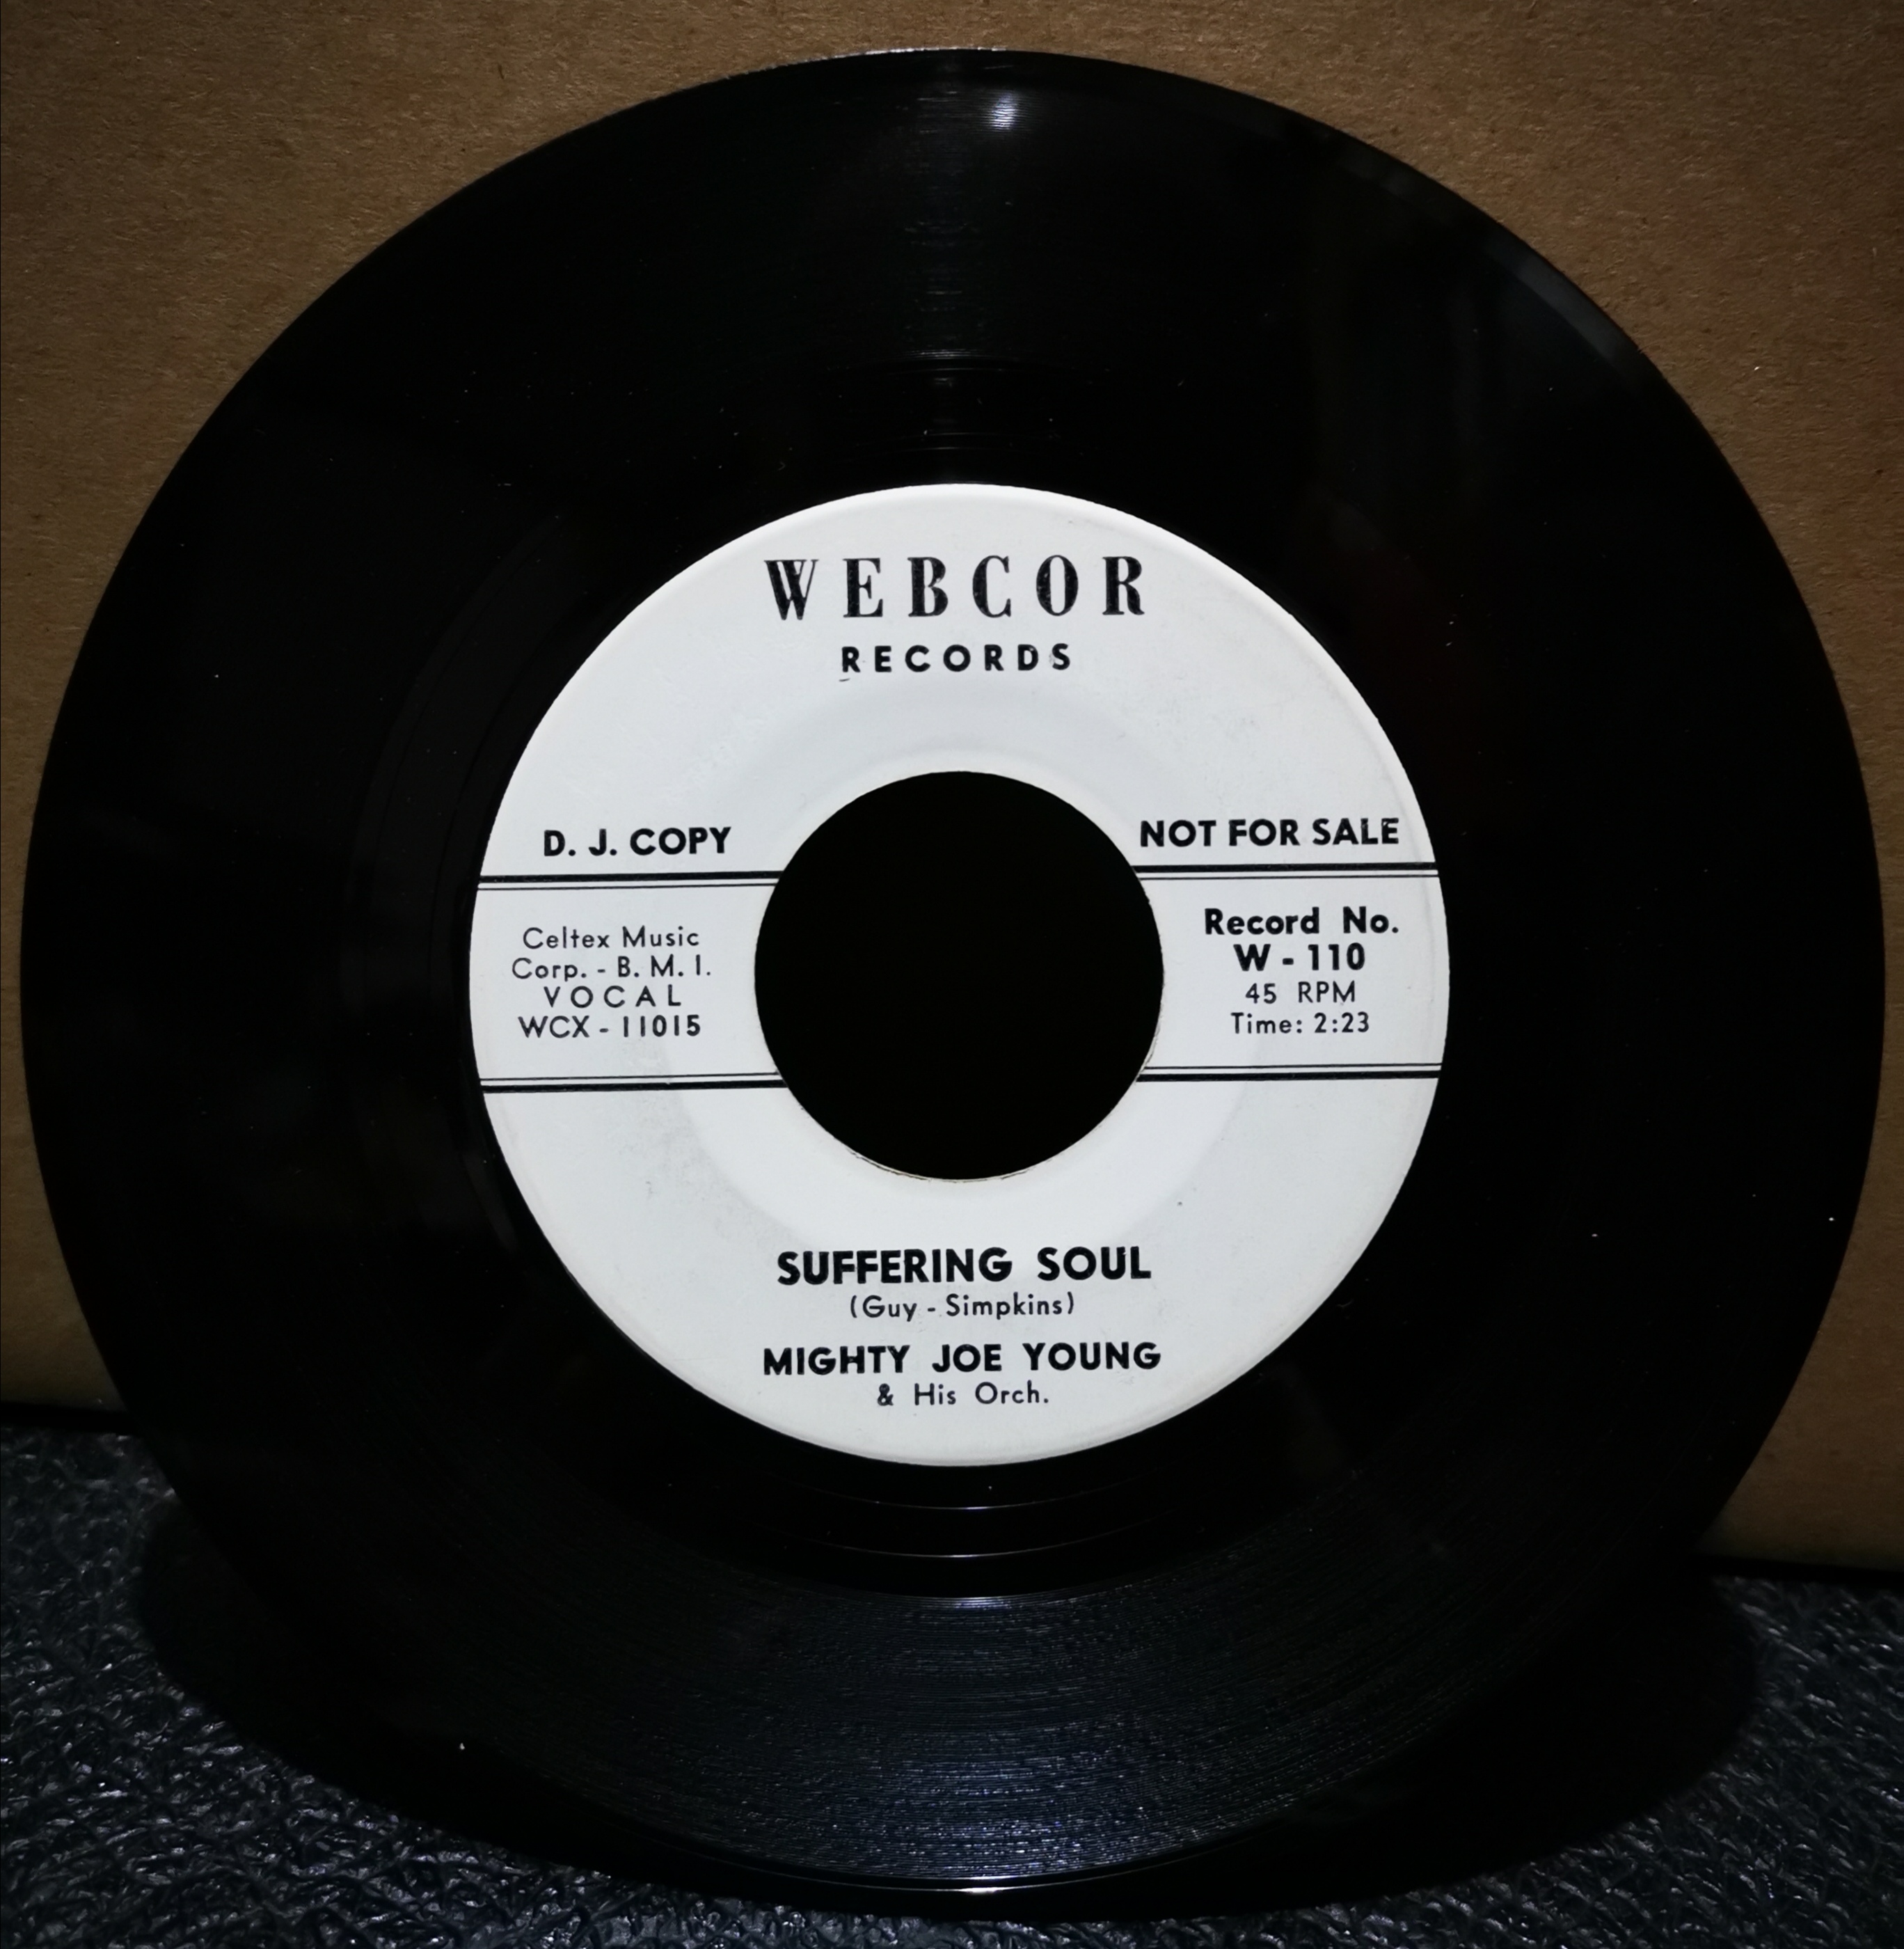 WEBCOR
RECORDS
D. J. COPY
NOT FOR SALE
Celtex Music
Corp. - B. M. I.
VOCAL
WCX - 11015
Record No.
W - 110
45 RPM
Time: 2:23
SUFFERING SOUL
(Guy - Simpkins)
MIGHTY JOE YOUNG
& His Orch.